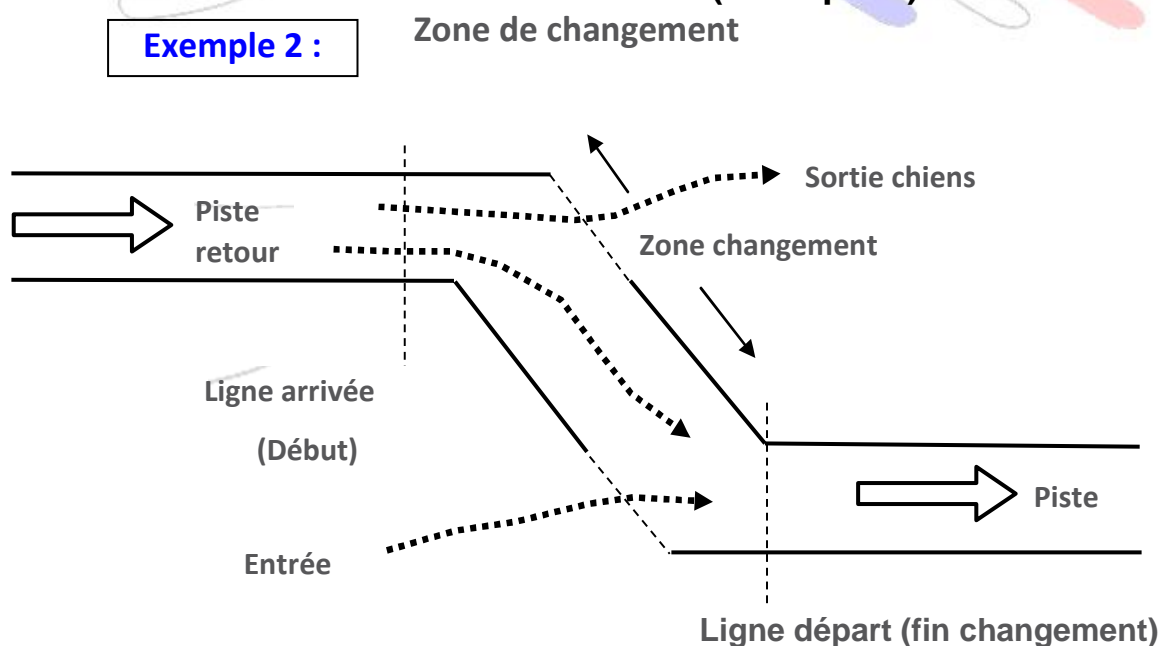 Zone de changement
Exemple 2 :
Sortie chiens
Piste
retour
Zone changement
Ligne arrivée
(Début)
Piste
Entrée
Ligne départ (fin changement)